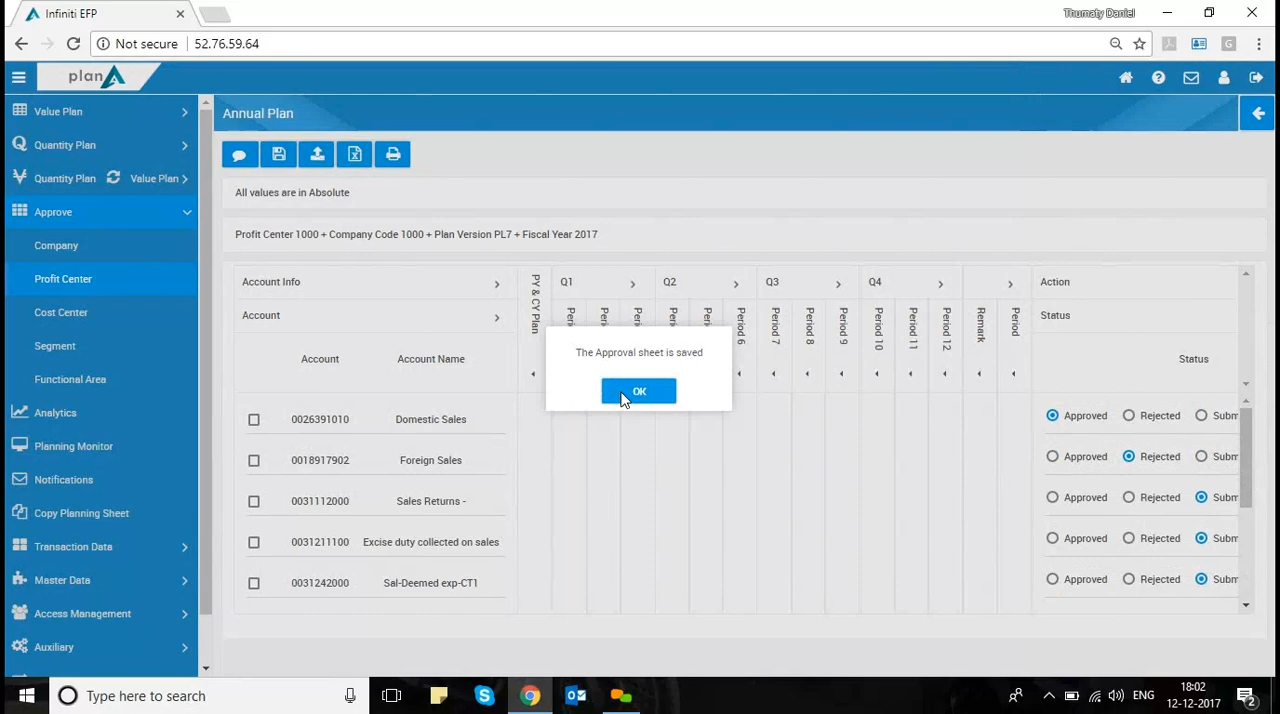 Infiniti EFP
Thumaty Daniel
Not secure 52.76.59.64
plan
Value Plan
Quantity Plan
Quantity Plan Value Plan
Approve
Company
Profit Center
Cost Center
Segment
Functional Area
Analytics
Planning Monitor
Notifications
Copy Planning Sheet
Transaction Data
Master Data
Access Management
Auxiliary
Annual Plan
All values are in Absolute
Profit Center 1000 + Company Code 1000 + Plan Version PL7 + Fiscal Year 2017
Account Info PY & CY Plan Q1 Q2 Q3 Q4 Action
Account Period 6 Period 7 Period 8 Period 9 Period 10 Period 11 Period 12 Remark Period Status
Account Account Name Status
The Approval sheet is saved
OK
0026391010 Domestic Sales Approved Rejected Subm
0018917902 Foreign Sales Approved Rejected Subm
0031112000 Sales Returns - Approved Rejected Subm
0031211100 Excise duty collected on sales Approved Rejected Subm
0031242000 Sal-Deemed exp-CT1 Approved Rejected Subm
Type here to search
ENG
18:02
12-12-2017
2